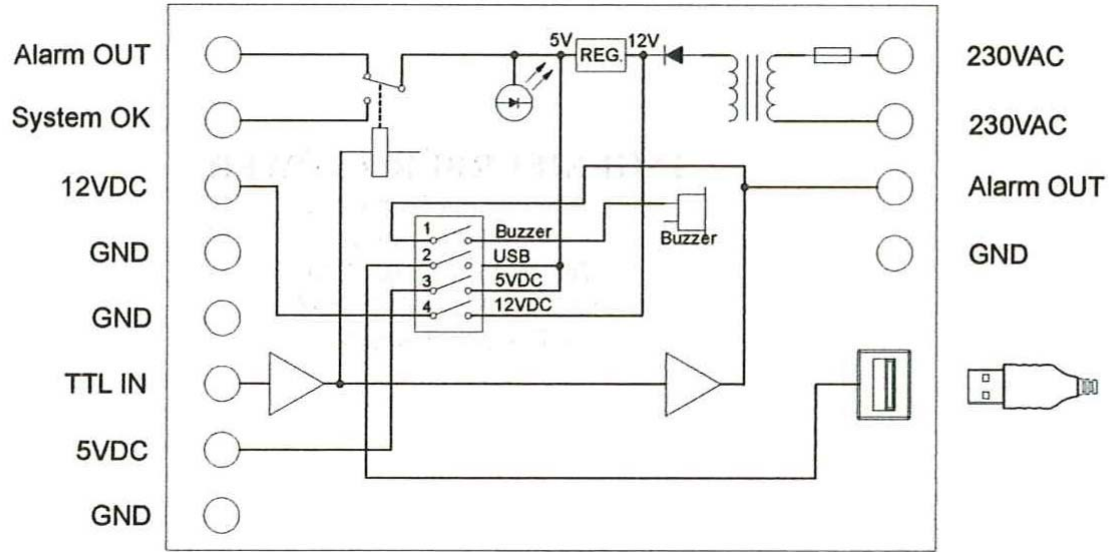 Alarm OUT
System OK
12VDC
GND
GND
TTL IN
5VDC
GND
5V
REG.
12V
1
2
3
4
Buzzer
USB
5VDC
12VDC
Buzzer
230VAC
230VAC
Alarm OUT
GND